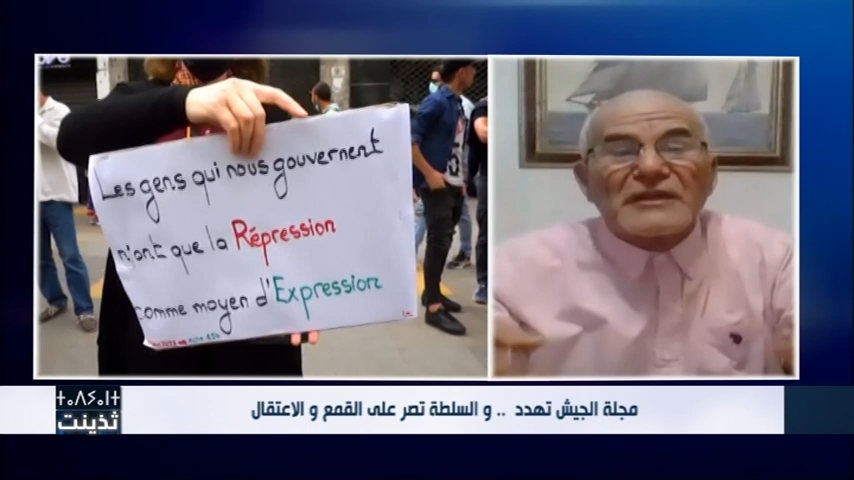 Les gens qui nous gouvernent
n'ont que la Répression
comme moyen d'Expression
ⵜⴰⴷⵢⴰⵏⵜ
ثذينت
مجلة الجيش تهدد .. و السلطة تصر على القمع و الاعتقال